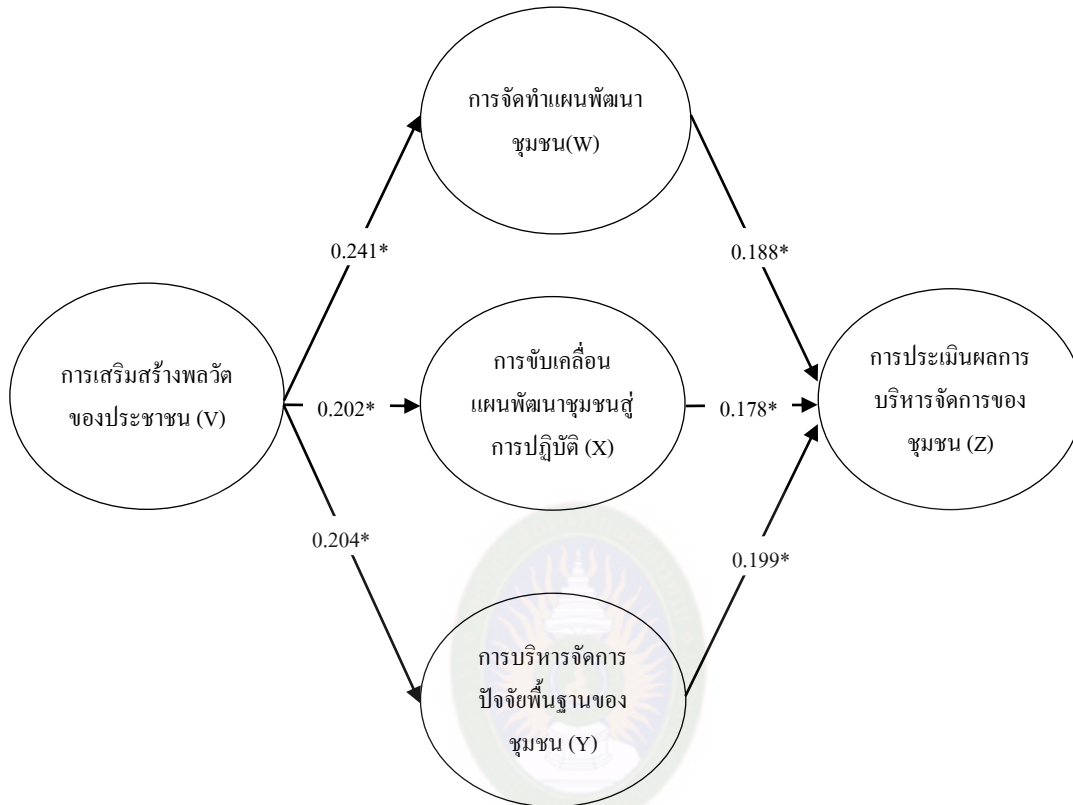 การจัดทำแผนพัฒนา
ชุมชน(W)
0.241*
0.188*
การเสริมสร้างพลวัต
ของประชาชน (V)
0.202*
การขับเคลื่อน
แผนพัฒนาชุมชนสู่
การปฏิบัติ (X)
0.178*
การประเมินผลการ
บริหารจัดการของ
ชุมชน (Z)
0.204*
0.199*
การบริหารจัดการ
ปัจจัยพื้นฐานของ
ชุมชน (Y)